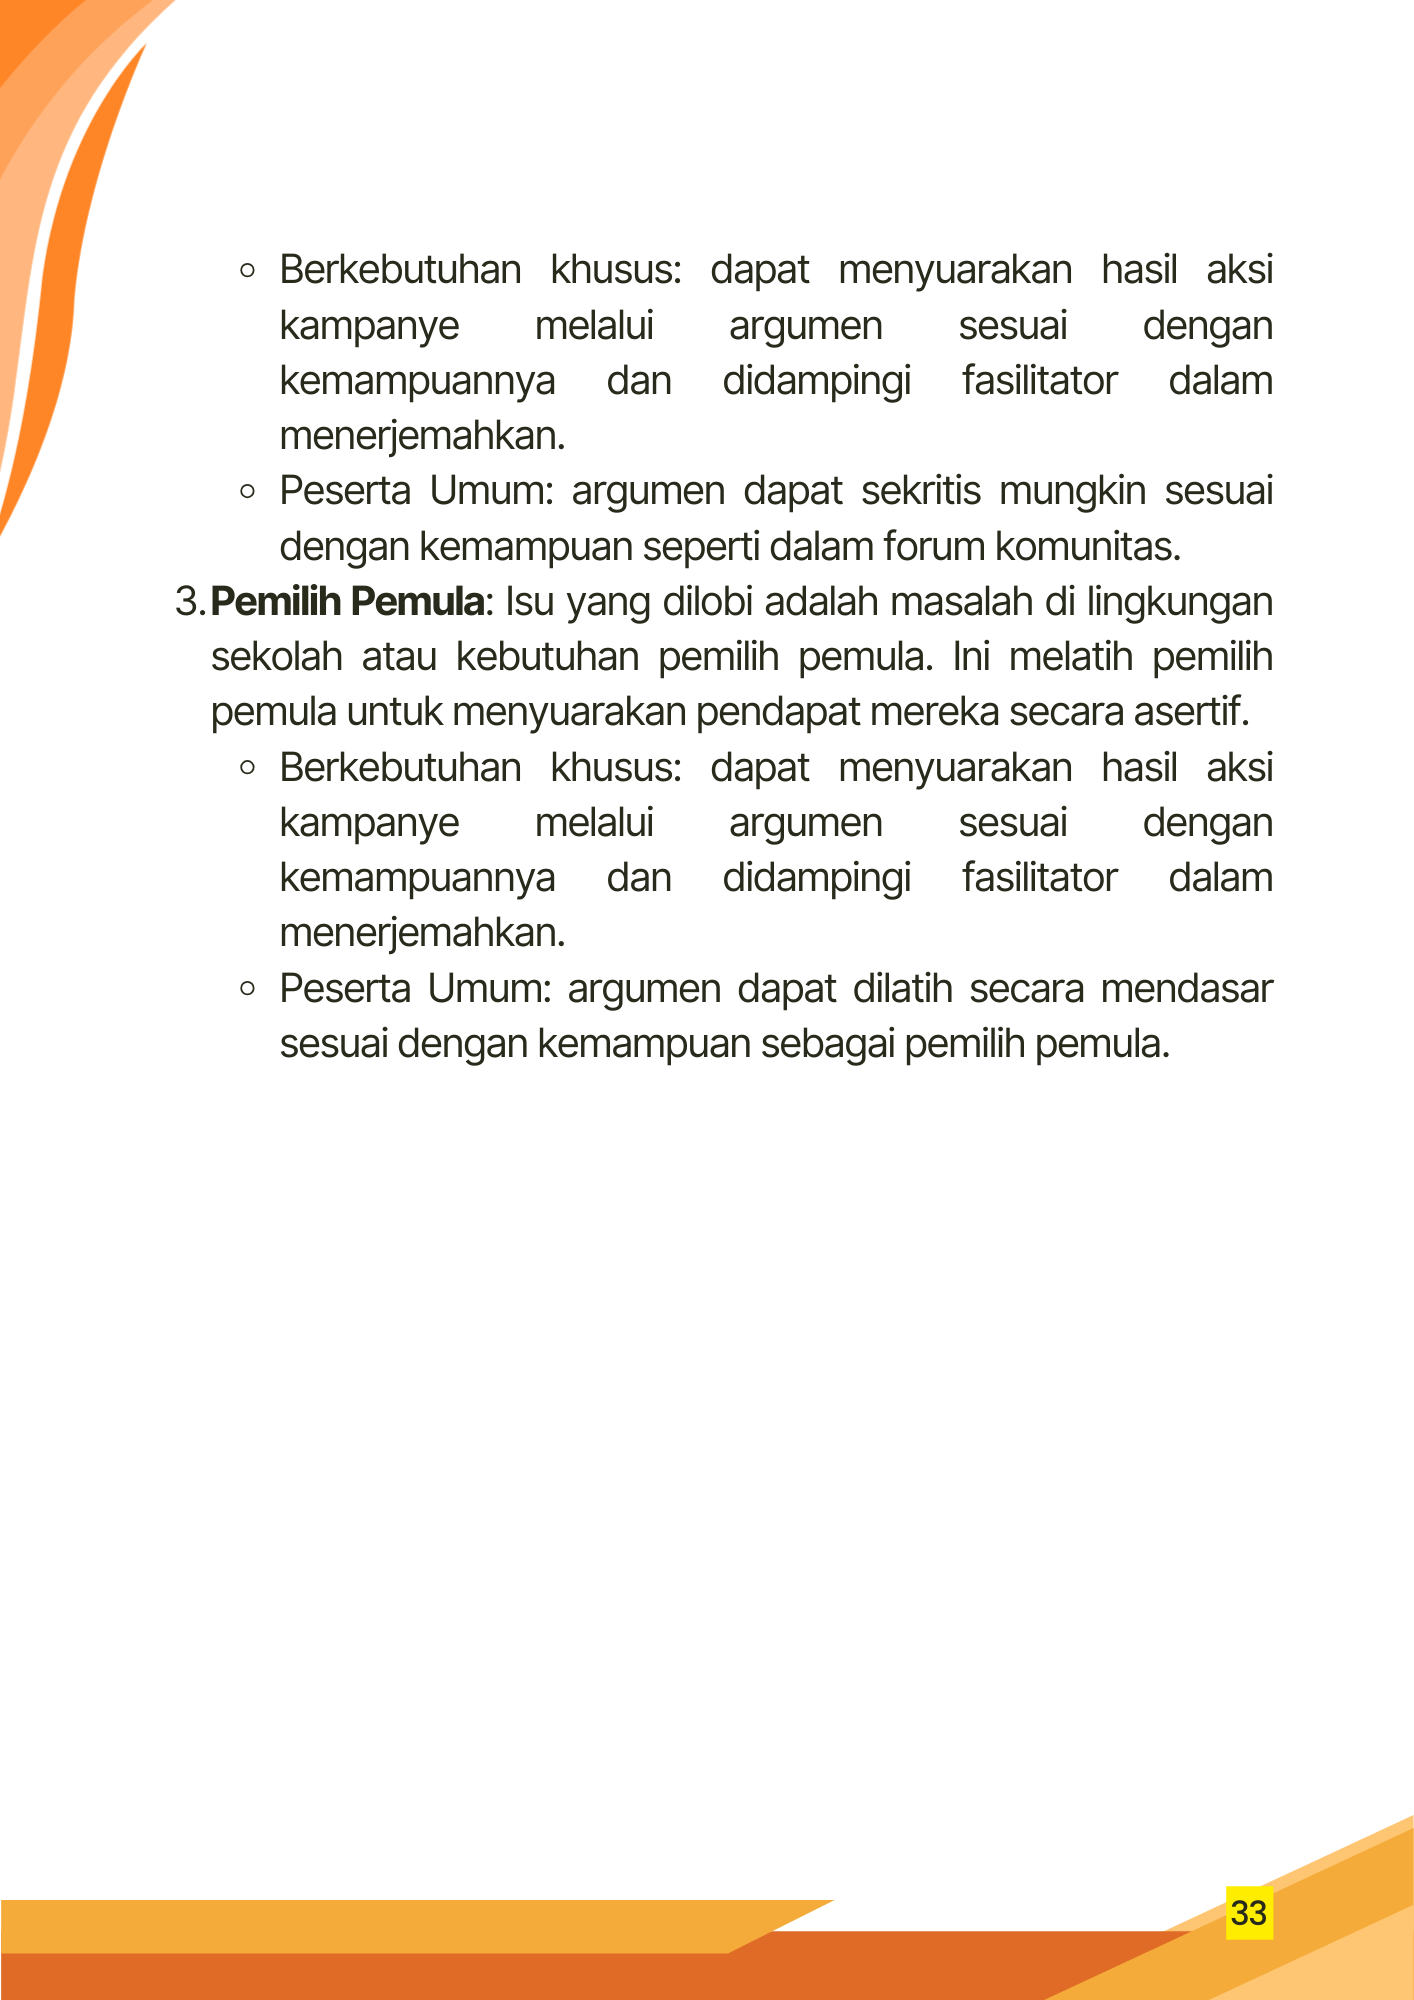 ◦ Berkebutuhan khusus: dapat menyuarakan hasil aksi
kampanye melalui argumen sesuai dengan
kemampuannya dan didampingi fasilitator dalam
menerjemahkan.
◦ Peserta Umum: argumen dapat sekritis mungkin sesuai
dengan kemampuan seperti dalam forum komunitas.
3. Pemilih Pemula: Isu yang dilobi adalah masalah di lingkungan
sekolah atau kebutuhan pemilih pemula. Ini melatih pemilih
pemula untuk menyuarakan pendapat mereka secara asertif.
◦ Berkebutuhan khusus: dapat menyuarakan hasil aksi
kampanye melalui argumen sesuai dengan
kemampuannya dan didampingi fasilitator dalam
menerjemahkan.
◦ Peserta Umum: argumen dapat dilatih secara mendasar
sesuai dengan kemampuan sebagai pemilih pemula.
33